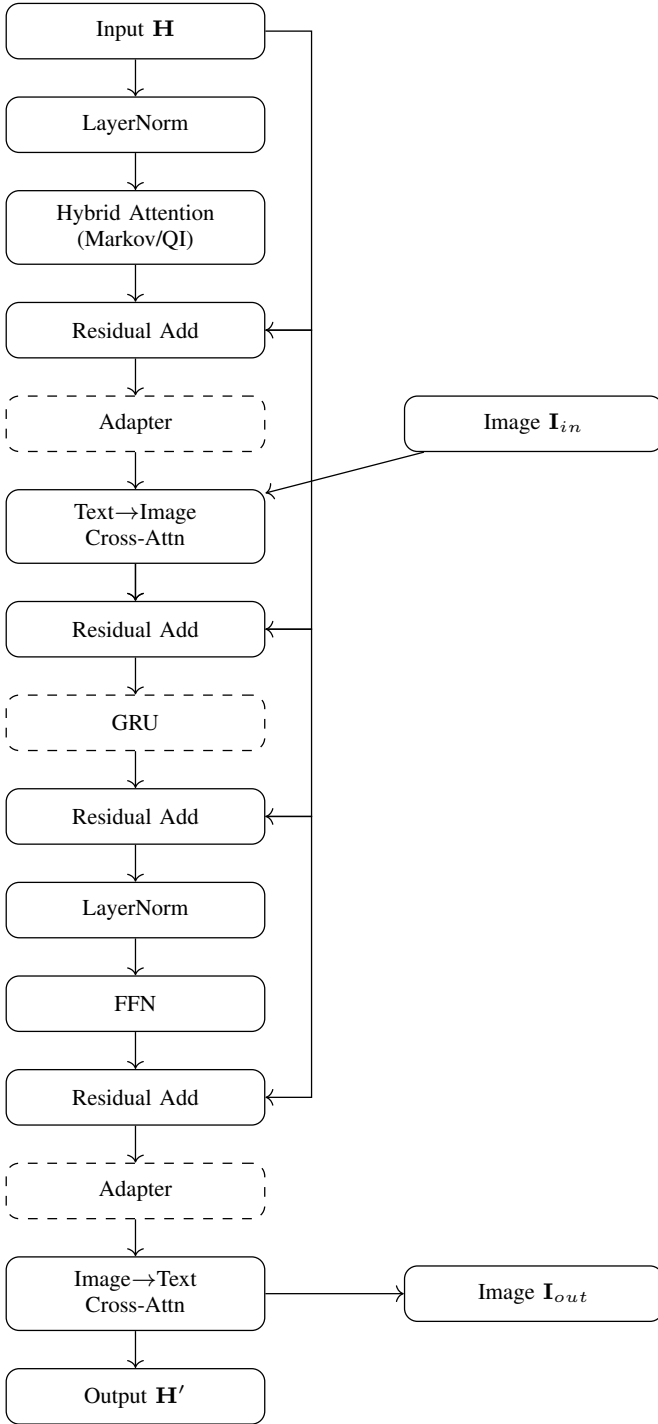 Input H
LayerNorm
Hybrid Attention
(Markov/QI)
Residual Add
Adapter
Image I_in
Text→Image
Cross-Attn
Residual Add
GRU
Residual Add
LayerNorm
FFN
Residual Add
Adapter
Image→Text
Cross-Attn
Image I_out
Output H′